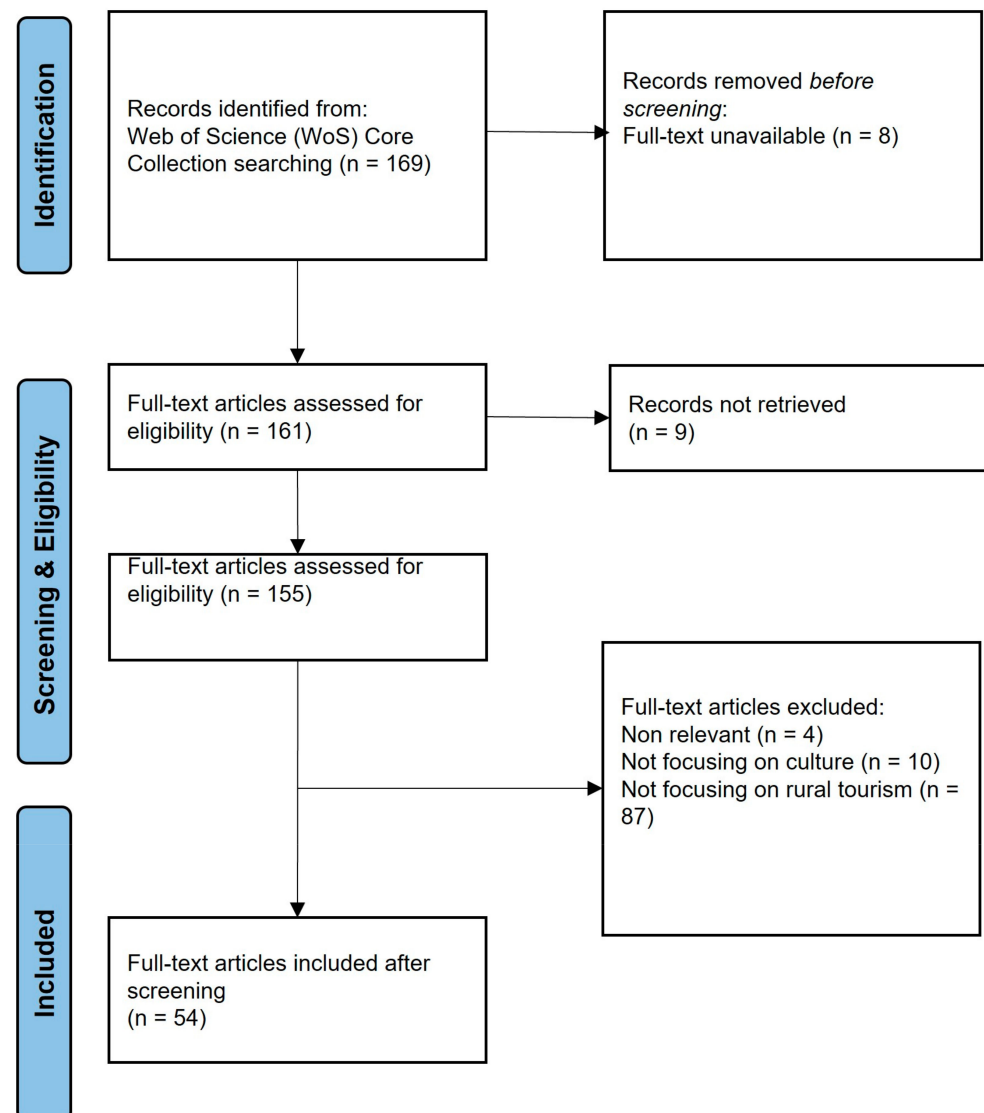 Identification
Records identified from:
Web of Science (WoS) Core
Collection searching (n = 169)
Records removed before
screening:
Full-text unavailable (n = 8)
Screening & Eligibility
Full-text articles assessed for
eligibility (n = 161)
Records not retrieved
(n = 9)
Full-text articles assessed for
eligibility (n = 155)
Full-text articles excluded:
Non relevant (n = 4)
Not focusing on culture (n = 10)
Not focusing on rural tourism (n =
87)
Included
Full-text articles included after
screening
(n = 54)